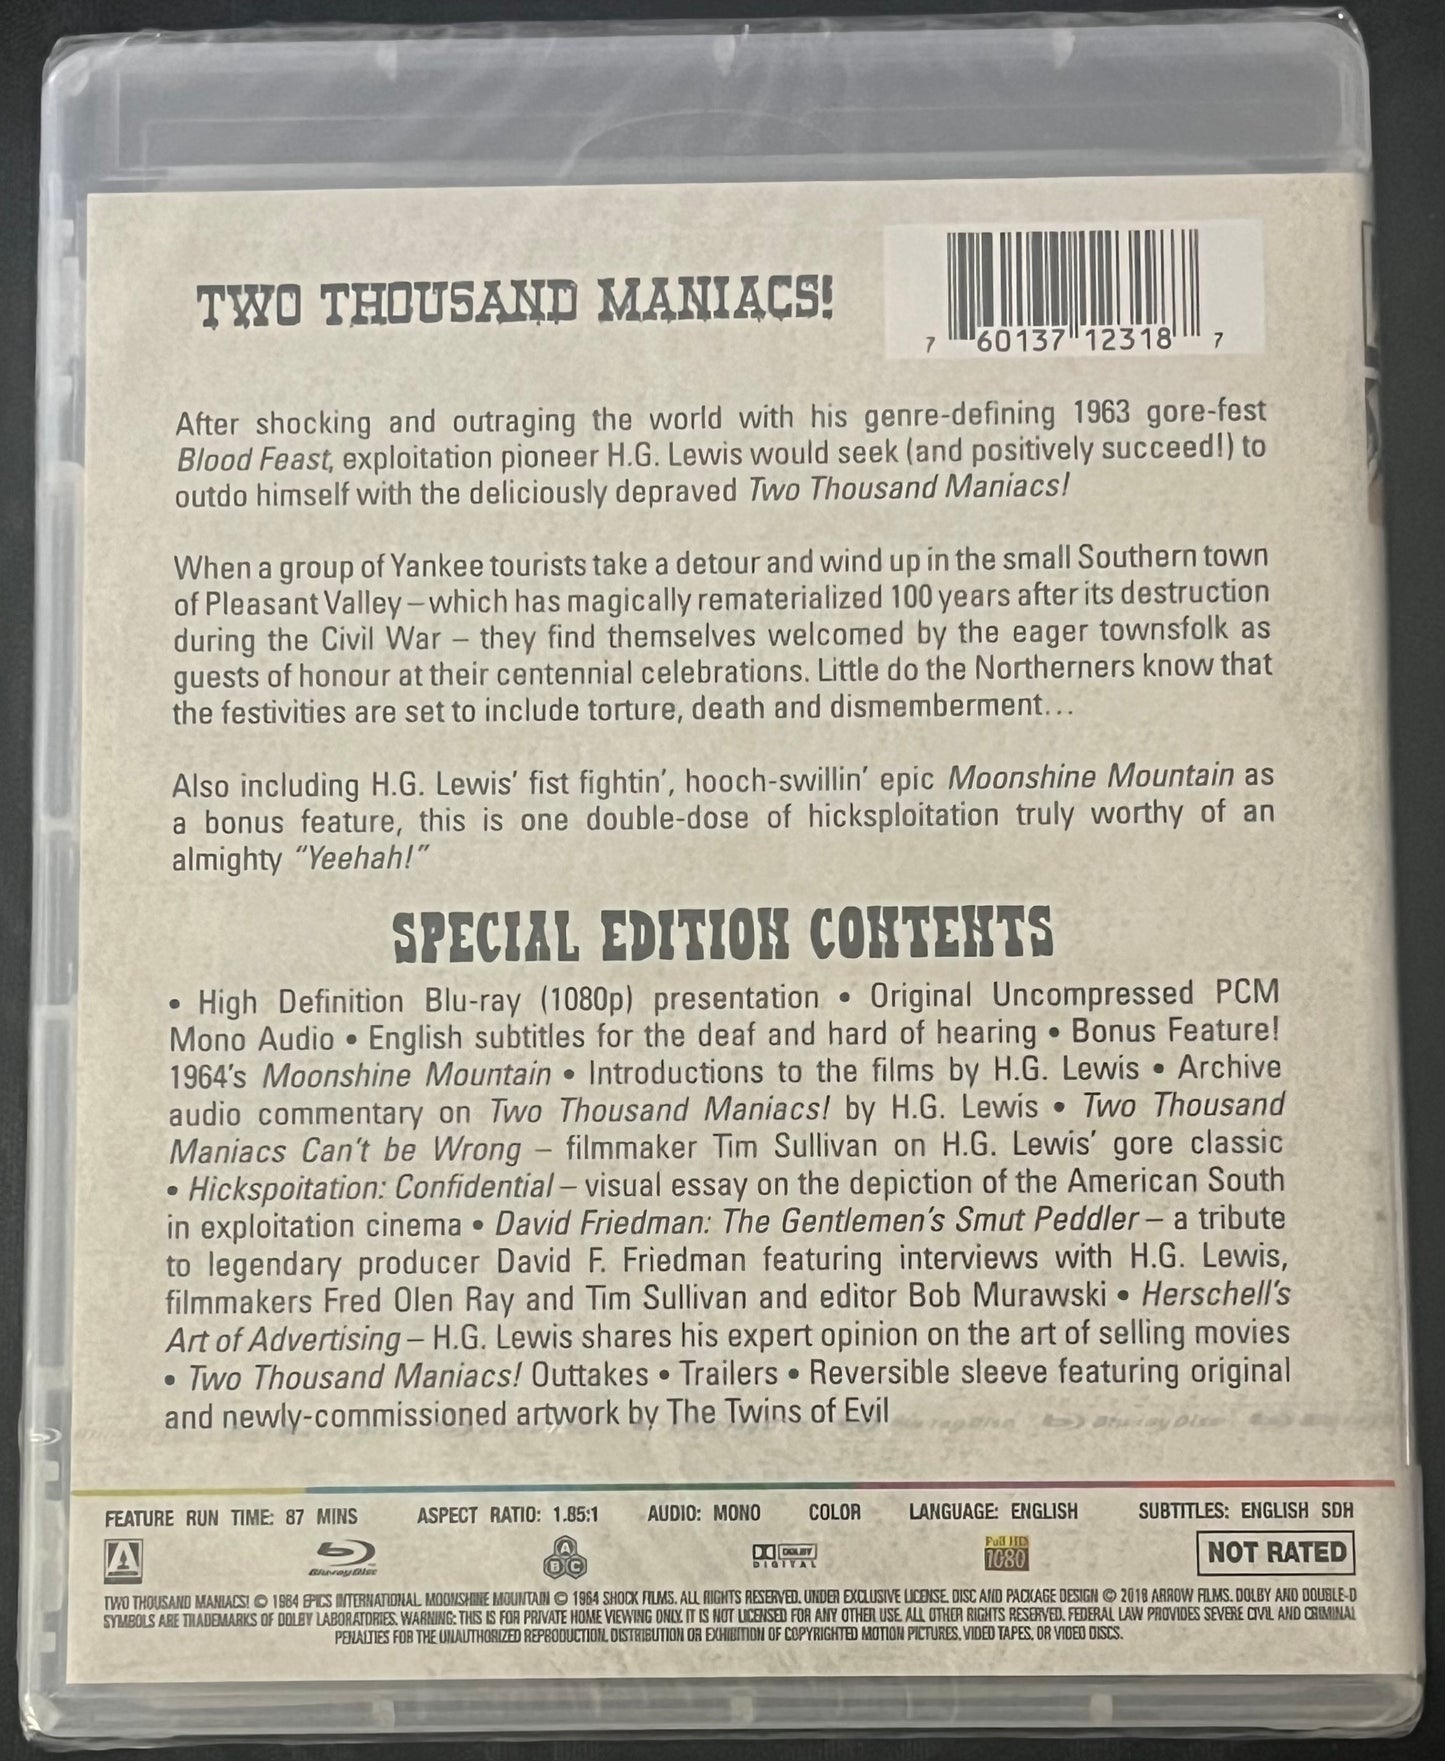 TWO THOUSAND MANIACS!
7 60137 12318 7
After shocking and outraging the world with his genre-defining 1963 gore-fest
Blood Feast, exploitation pioneer H.G. Lewis would seek (and positively succeed!) to
outdo himself with the deliciously depraved Two Thousand Maniacs!
When a group of Yankee tourists take a detour and wind up in the small Southern town
of Pleasant Valley – which has magically rematerialized 100 years after its destruction
during the Civil War – they find themselves welcomed by the eager townsfolk as
guests of honour at their centennial celebrations. Little do the Northerners know that
the festivities are set to include torture, death and dismemberment...
Also including H.G. Lewis' fist fightin', hooch-swillin' epic Moonshine Mountain as
a bonus feature, this is one double-dose of hicksploitation truly worthy of an
almighty "Yeehah!"
SPECIAL EDITION CONTENTS
• High Definition Blu-ray (1080p) presentation • Original Uncompressed PCM
Mono Audio • English subtitles for the deaf and hard of hearing • Bonus Feature!
1964's Moonshine Mountain • Introductions to the films by H.G. Lewis • Archive
audio commentary on Two Thousand Maniacs! by H.G. Lewis • Two Thousand
Maniacs Can't be Wrong – filmmaker Tim Sullivan on H.G. Lewis' gore classic
• Hickspoitation: Confidential – visual essay on the depiction of the American South
in exploitation cinema • David Friedman: The Gentlemen's Smut Peddler – a tribute
to legendary producer David F. Friedman featuring interviews with H.G. Lewis,
filmmakers Fred Olen Ray and Tim Sullivan and editor Bob Murawski • Herschell's
Art of Advertising – H.G. Lewis shares his expert opinion on the art of selling movies
• Two Thousand Maniacs! Outtakes • Trailers • Reversible sleeve featuring original
and newly-commissioned artwork by The Twins of Evil
FEATURE RUN TIME: 87 MINS ASPECT RATIO: 1.85:1 AUDIO: MONO COLOR LANGUAGE: ENGLISH SUBTITLES: ENGLISH SDH
A Blu-ray Disc A B C DOLBY DIGITAL Full HD 1080 NOT RATED
TWO THOUSAND MANIACS! © 1964 EPICS INTERNATIONAL. MOONSHINE MOUNTAIN © 1964 SHOCK FILMS. ALL RIGHTS RESERVED. UNDER EXCLUSIVE LICENSE. DISC AND PACKAGE DESIGN © 2018 ARROW FILMS. DOLBY AND DOUBLE-D
SYMBOLS ARE TRADEMARKS OF DOLBY LABORATORIES. WARNING: THIS IS FOR PRIVATE HOME VIEWING ONLY. IT IS NOT LICENSED FOR ANY OTHER USE. ALL OTHER RIGHTS RESERVED. FEDERAL LAW PROVIDES SEVERE CIVIL AND CRIMINAL
PENALTIES FOR THE UNAUTHORIZED REPRODUCTION, DISTRIBUTION OR EXHIBITION OF COPYRIGHTED MOTION PICTURES, VIDEO TAPES, OR VIDEO DISCS.